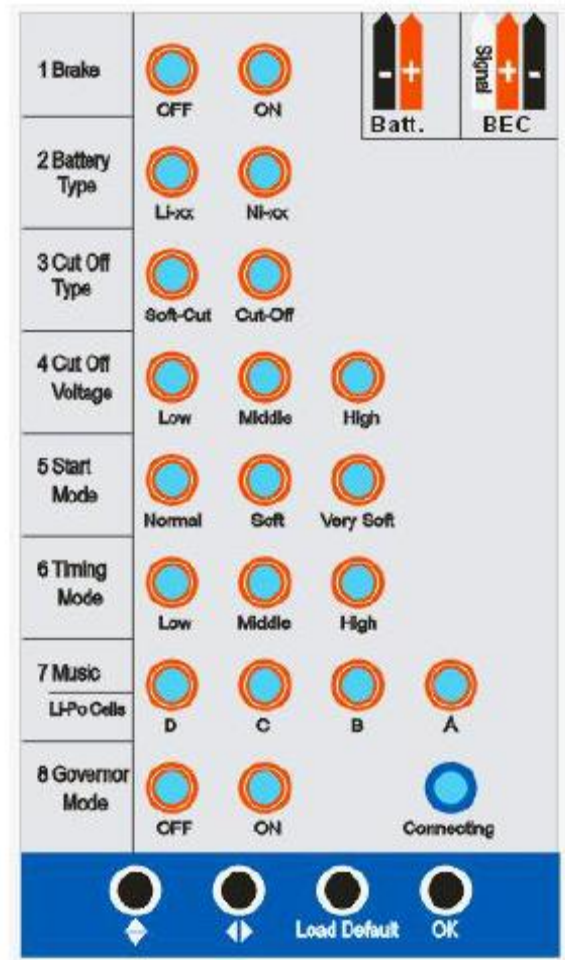 1 Brake
OFF ON
- +
Batt.
Signal + -
BEC
2 Battery
Type
Li-xx Ni-xx
3 Cut Off
Type
Soft-Cut Cut-Off
4 Cut Off
Voltage
Low Middle High
5 Start
Mode
Normal Soft Very Soft
6 Timing
Mode
Low Middle High
7 Music
Li-Po Cells
D C B A
8 Governor
Mode
OFF ON Connecting
Load Default OK